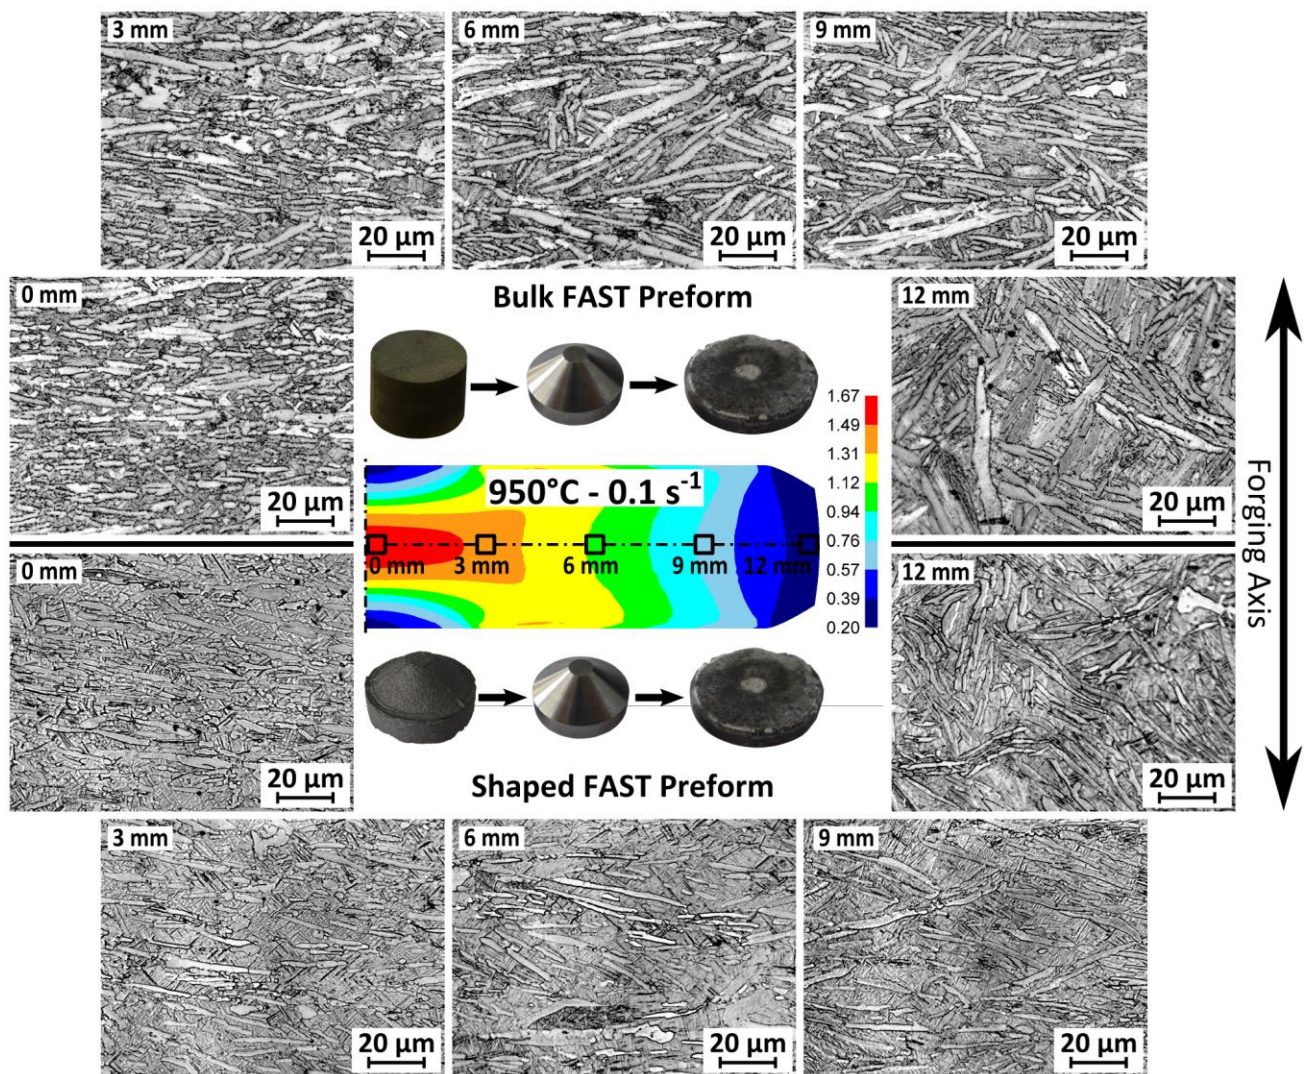 3 mm
20 µm
6 mm
20 µm
9 mm
20 µm
0 mm
20 µm
Bulk FAST Preform
12 mm
20 µm
1.67
1.49
1.31
1.12
0.94
0.76
0.57
0.39
0.20
950°C - 0.1 s⁻¹
0 mm
3 mm
6 mm
9 mm
12 mm
Forging Axis
0 mm
20 µm
Shaped FAST Preform
12 mm
20 µm
3 mm
20 µm
6 mm
20 µm
9 mm
20 µm